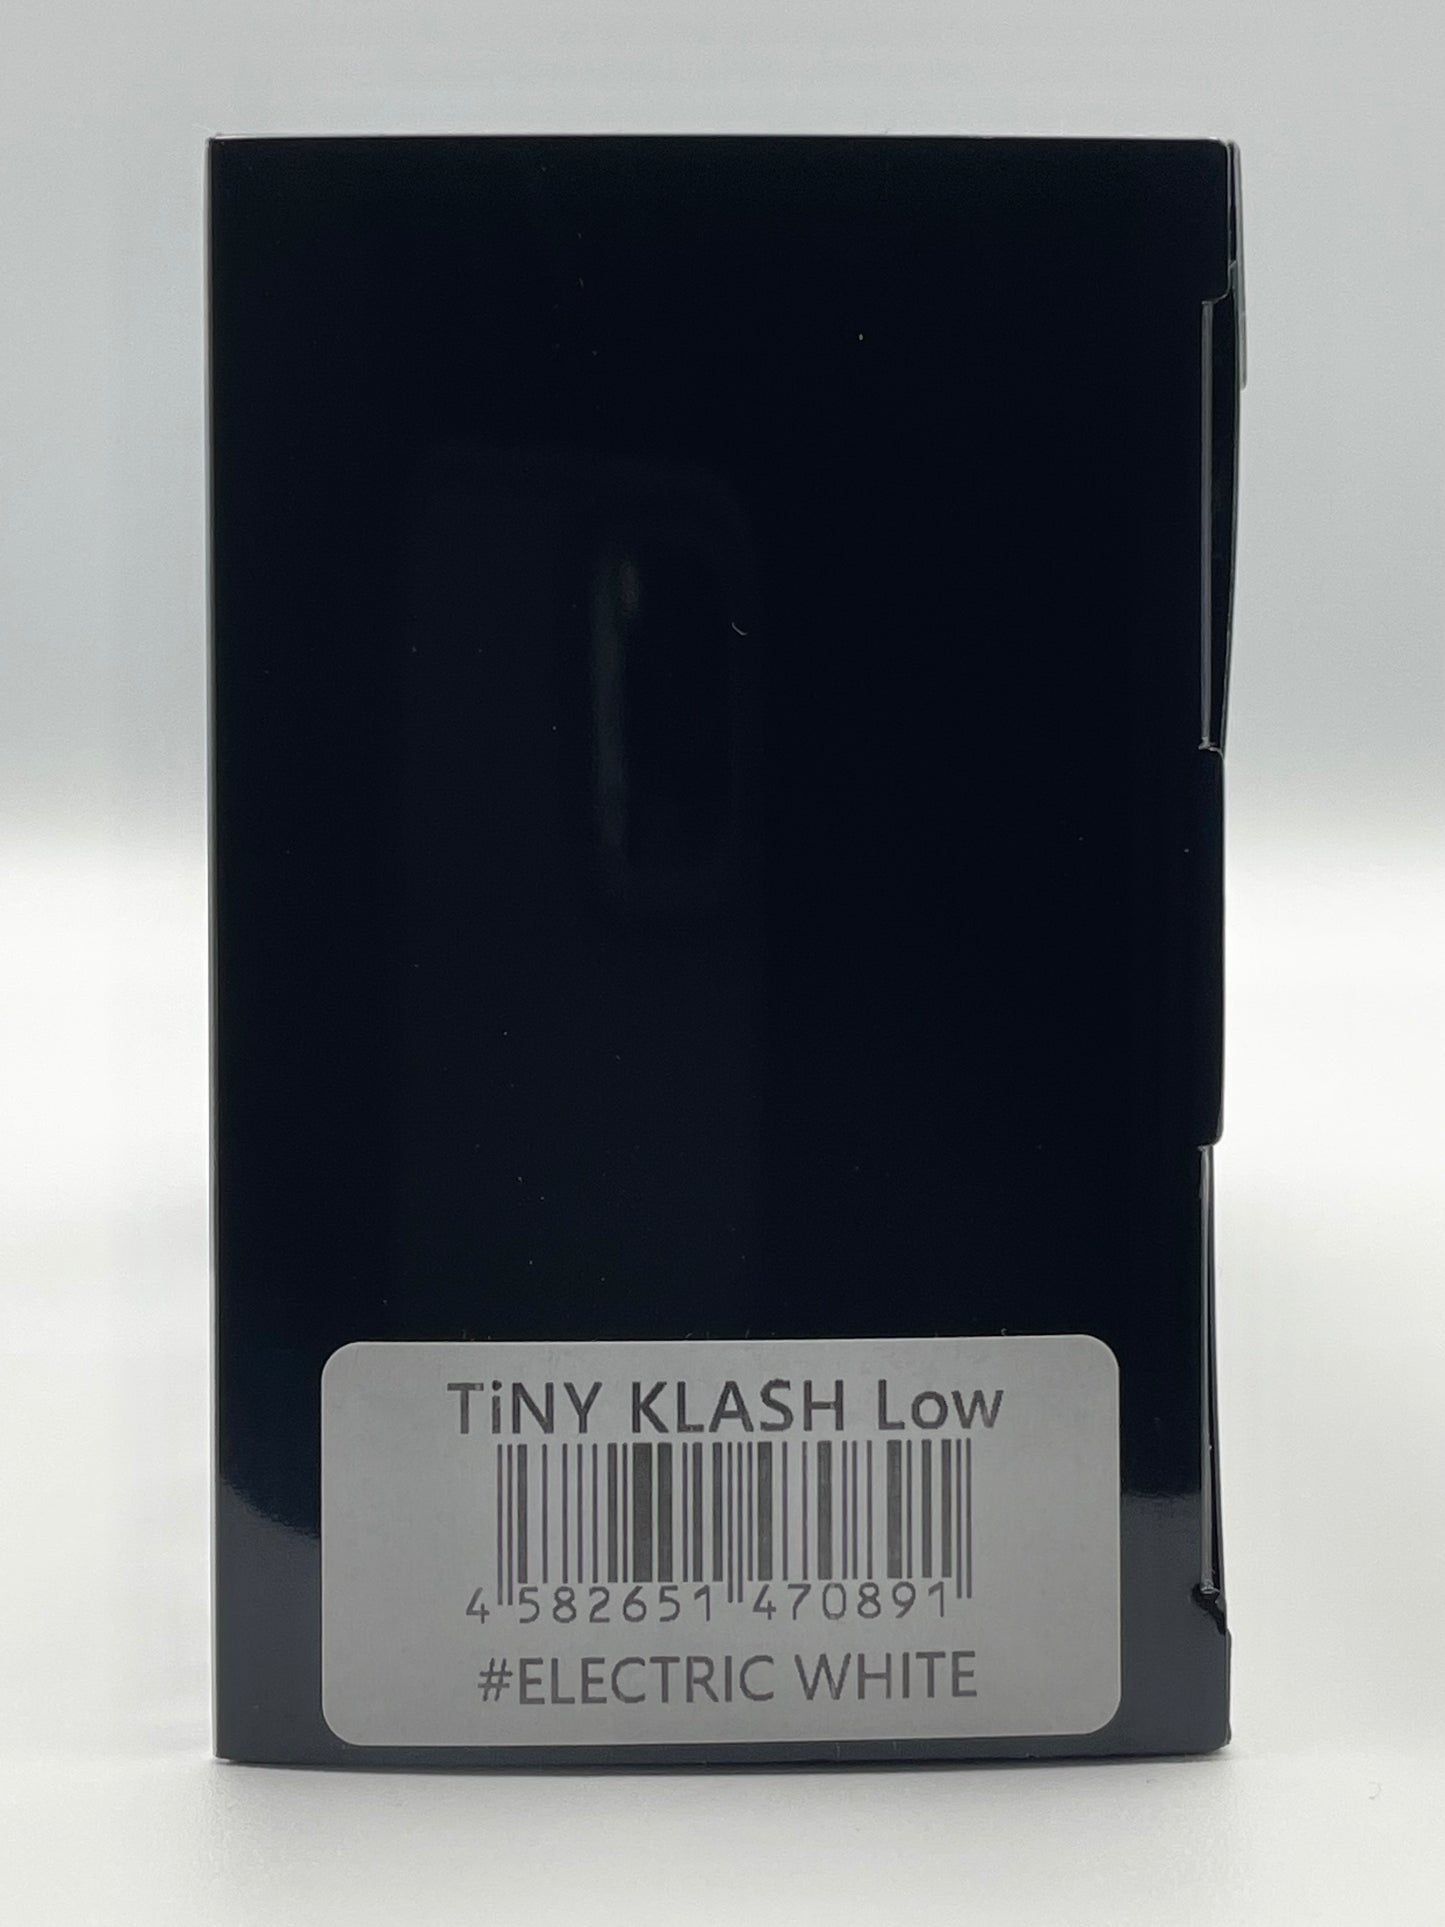 TiNY KLASH Low
4 582651 470891
#ELECTRIC WHITE